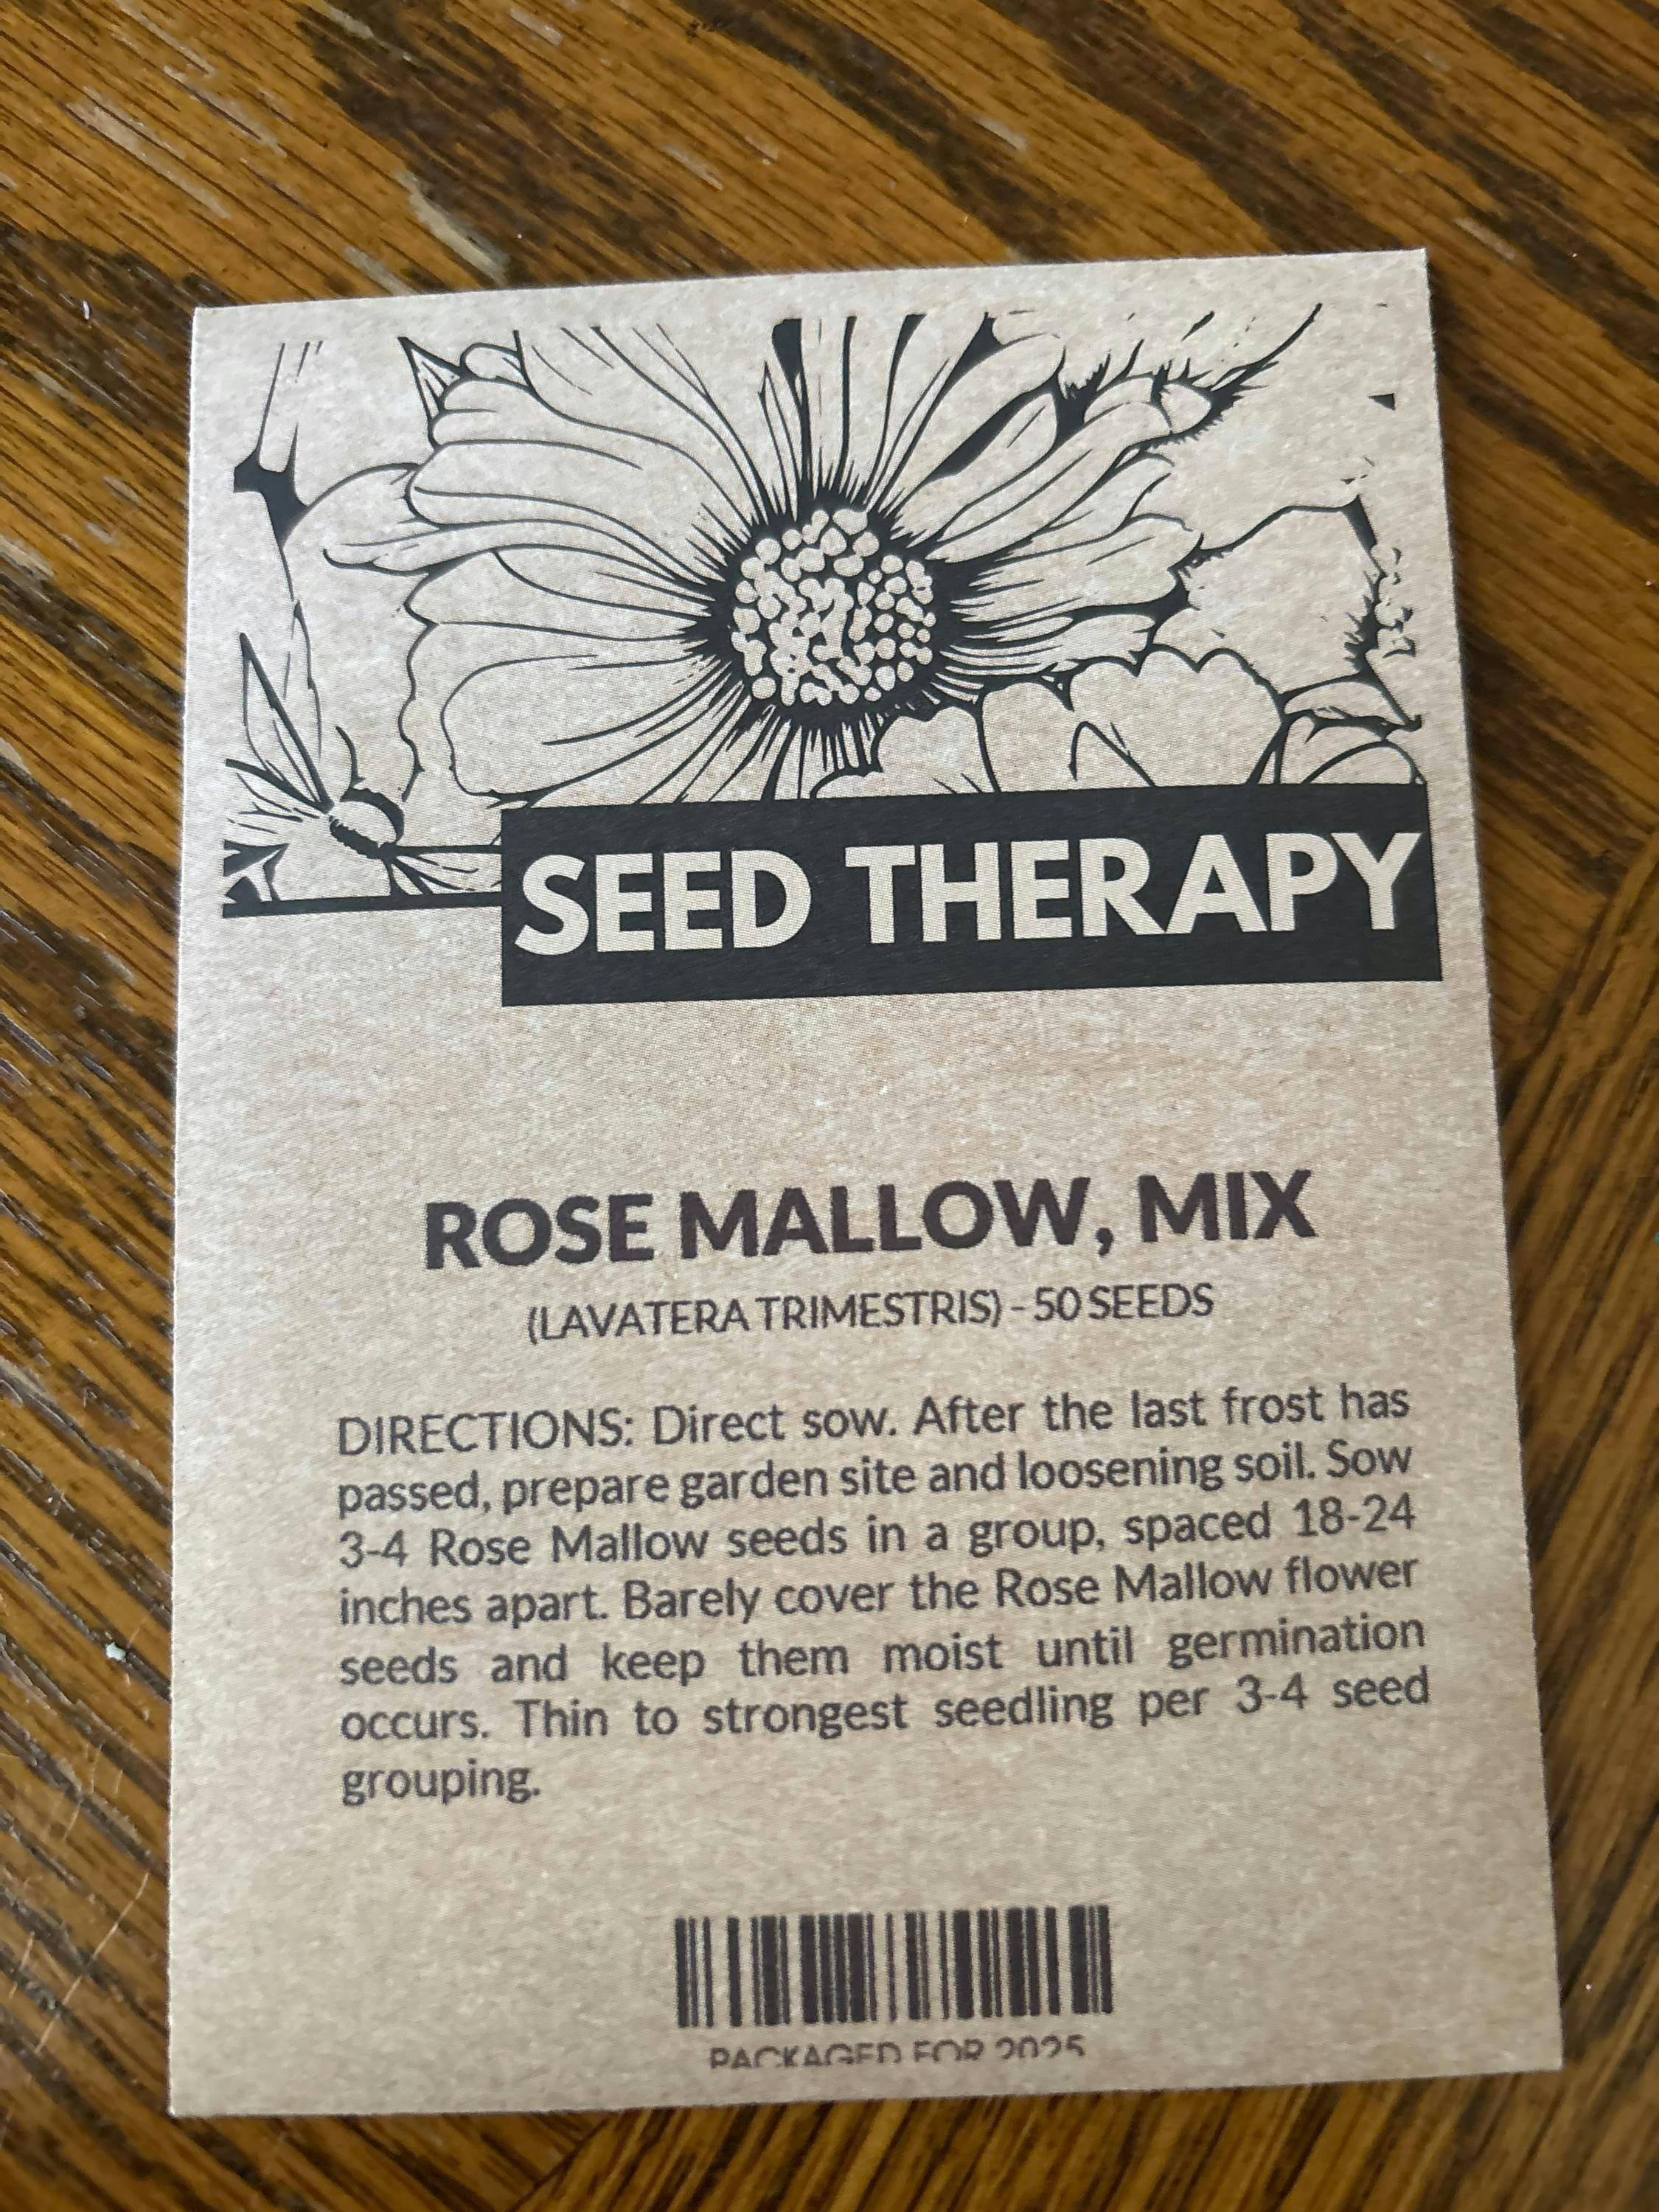 SEED THERAPY
ROSE MALLOW, MIX
(LAVATERA TRIMESTRIS) - 50 SEEDS
DIRECTIONS: Direct sow. After the last frost has
passed, prepare garden site and loosening soil. Sow
3-4 Rose Mallow seeds in a group, spaced 18-24
inches apart. Barely cover the Rose Mallow flower
seeds and keep them moist until germination
occurs. Thin to strongest seedling per 3-4 seed
grouping.
PACKAGED FOR 2025